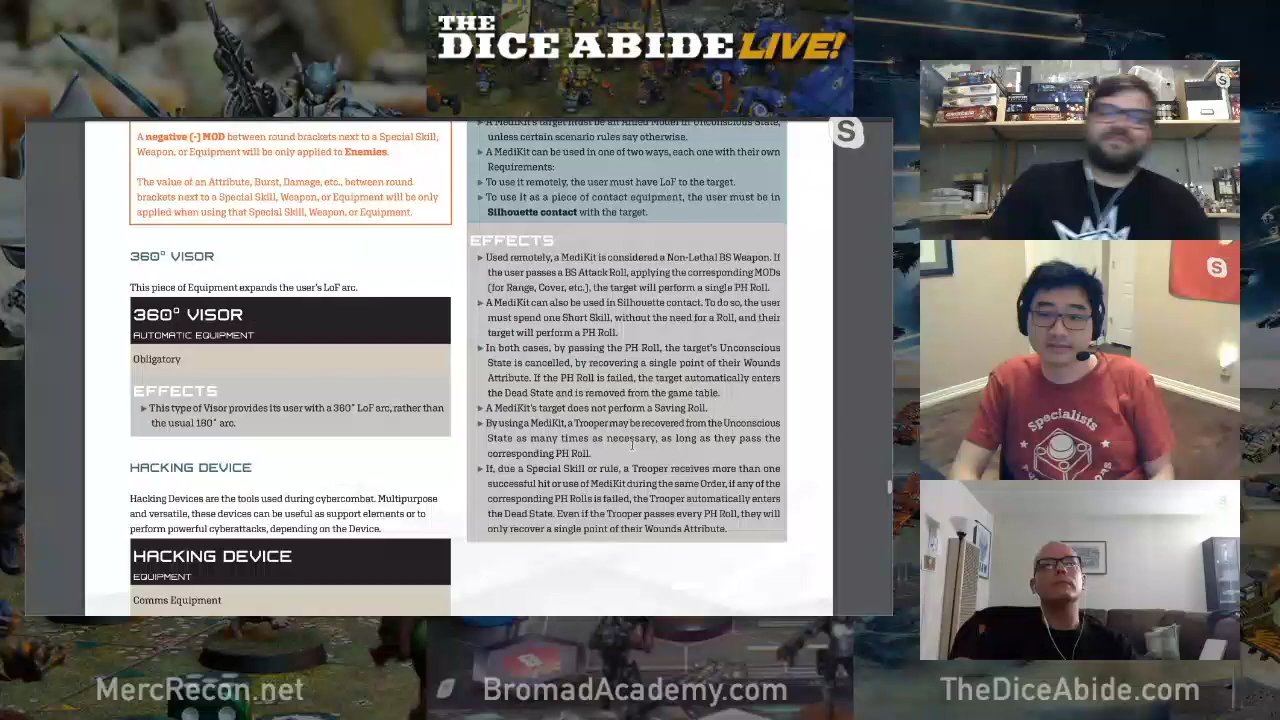 THE
DICE ABIDE LIVE!
A negative (-) MOD between round brackets next to a Special Skill,
Weapon, or Equipment will be only applied to Enemies.
The value of an Attribute, Burst, Damage, etc., between round
brackets next to a Special Skill, Weapon, or Equipment will be only
applied when using that Special Skill, Weapon, or Equipment.
360° VISOR
This piece of Equipment expands the user's LoF arc.
360° VISOR
AUTOMATIC EQUIPMENT
Obligatory
EFFECTS
► This type of Visor provides its user with a 360° LoF arc, rather than
the usual 180° arc.
HACKING DEVICE
Hacking Devices are the tools used during cybercombat. Multipurpose
and versatile, these devices can be useful as support elements or to
perform powerful cyberattacks, depending on the Device.
HACKING DEVICE
EQUIPMENT
Comms Equipment
► A MediKit's target must be an Allied Model in Unconscious State,
unless certain scenario rules say otherwise.
► A MediKit can be used in one of two ways, each one with their own
Requirements:
► To use it remotely, the user must have LoF to the target.
► To use it as a piece of contact equipment, the user must be in
Silhouette contact with the target.
EFFECTS
► Used remotely, a MediKit is considered a Non-Lethal BS Weapon. If
the user passes a BS Attack Roll, applying the corresponding MODs
(for Range, Cover, etc.), the target will perform a single PH Roll.
► A MediKit can also be used in Silhouette contact. To do so, the user
must spend one Short Skill, without the need for a Roll, and their
target will perform a PH Roll.
► In both cases, by passing the PH Roll, the target's Unconscious
State is cancelled, by recovering a single point of their Wounds
Attribute. If the PH Roll is failed, the target automatically enters
the Dead State and is removed from the game table.
► A MediKit's target does not perform a Saving Roll.
► By using a MediKit, a Trooper may be recovered from the Unconscious
State as many times as necessary, as long as they pass the
corresponding PH Roll.
► If, due a Special Skill or rule, a Trooper receives more than one
successful hit or use of MediKit during the same Order, if any of the
corresponding PH Rolls is failed, the Trooper automatically enters
the Dead State. Even if the Trooper passes every PH Roll, they will
only recover a single point of their Wounds Attribute.
S
S
S
Specialists
MercRecon.net
BromadAcademy.com
TheDiceAbide.com